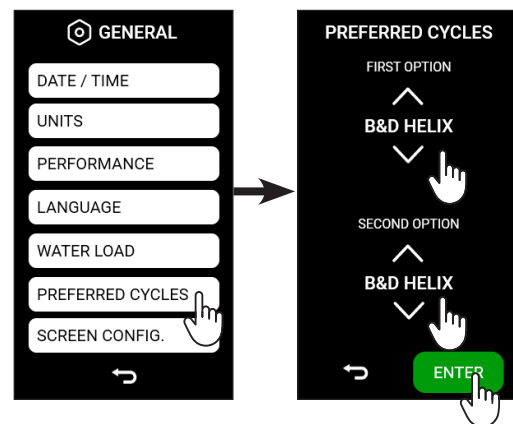 GENERAL
DATE / TIME
UNITS
PERFORMANCE
LANGUAGE
WATER LOAD
PREFERRED CYCLES
SCREEN CONFIG.
PREFERRED CYCLES
FIRST OPTION
B&D HELIX
SECOND OPTION
B&D HELIX
ENTER